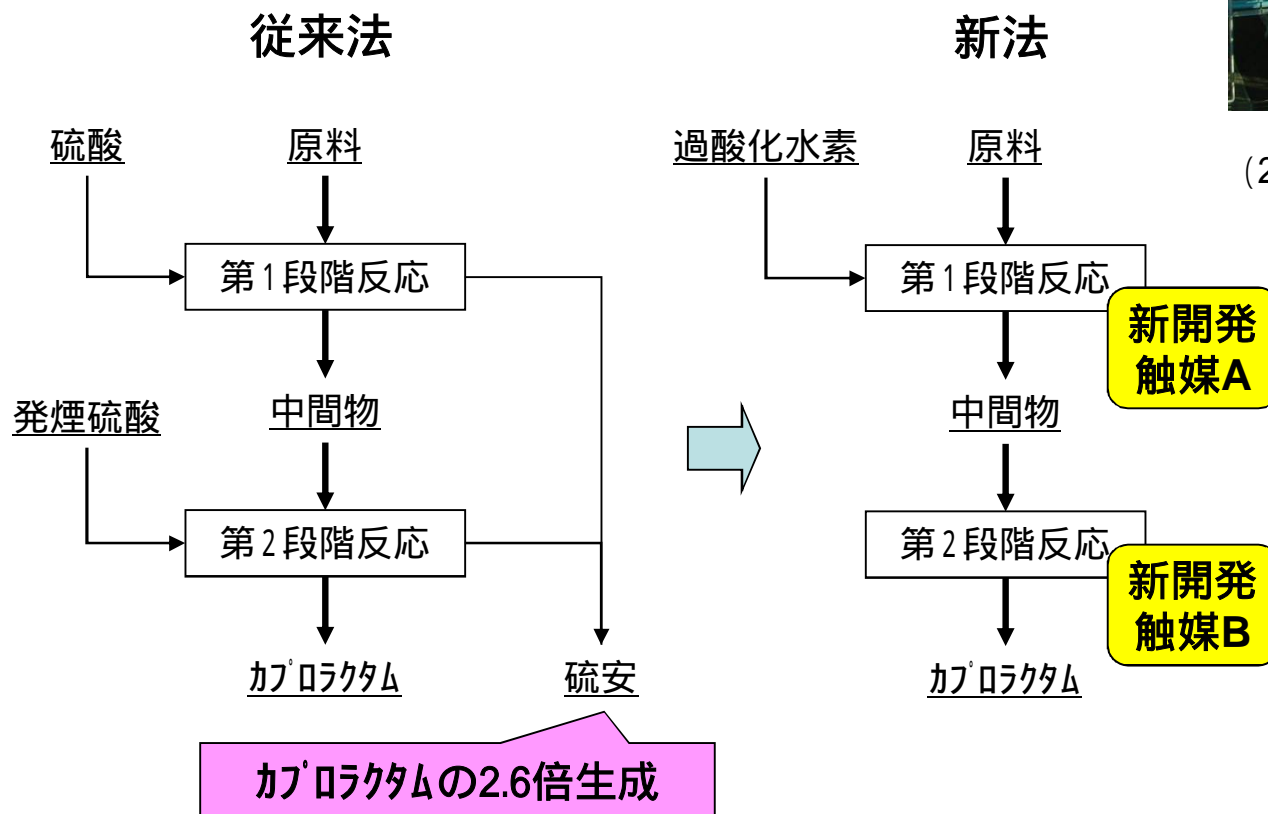 従来法
硫酸
原料
第1段階反応
発煙硫酸
中間物
第2段階反応
ｶﾌﾟﾛﾗｸﾀﾑ
硫安
ｶﾌﾟﾛﾗｸﾀﾑの2.6倍生成
新法
過酸化水素
原料
第1段階反応
新開発
触媒A
中間物
第2段階反応
新開発
触媒B
ｶﾌﾟﾛﾗｸﾀﾑ
(2